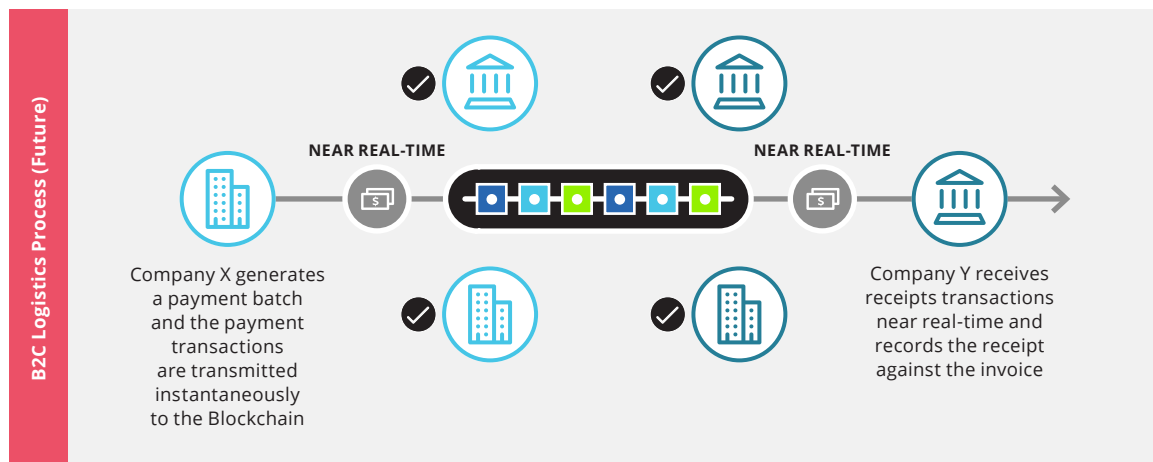 B2C Logistics Process (Future)
NEAR REAL-TIME
NEAR REAL-TIME
$
$
Company X generates
a payment batch
and the payment
transactions
are transmitted
instantaneously
to the Blockchain
Company Y receives
receipts transactions
near real-time and
records the receipt
against the invoice